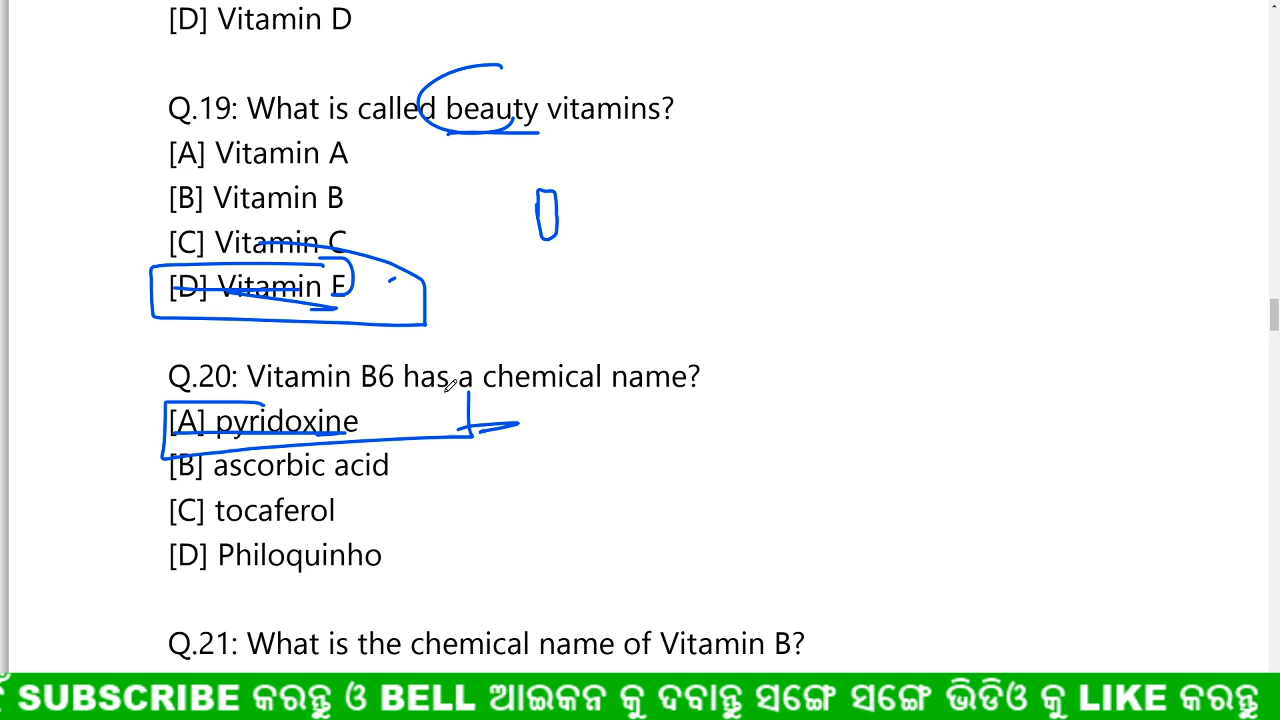 [D] Vitamin D
Q.19: What is called beauty vitamins?
[A] Vitamin A
[B] Vitamin B
[C] Vitamin C
[D] Vitamin E
Q.20: Vitamin B6 has a chemical name?
[A] pyridoxine
[B] ascorbic acid
[C] tocaferol
[D] Philoquinho
Q.21: What is the chemical name of Vitamin B?
SUBSCRIBE କରନ୍ତୁ ଓ BELL ଆଇକନ କୁ ଦବାନ୍ତୁ ସଙ୍ଗେ ସଙ୍ଗେ ଭିଡିଓ କୁ LIKE କରନ୍ତୁ